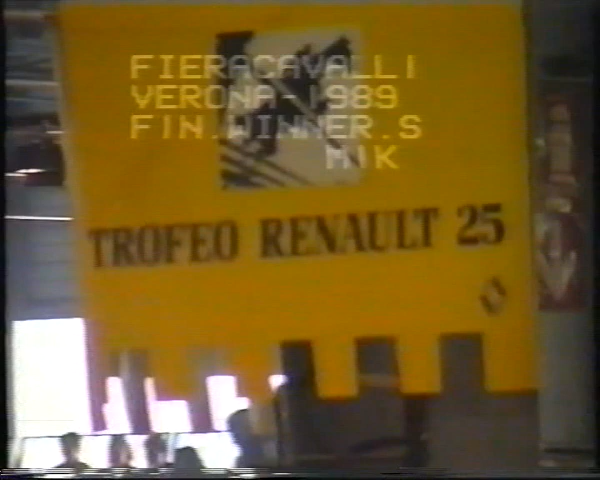 FIERACAVALLI
VERONA-1989
FIN.WINNER.S
MIK
TROFEO RENAULT 25